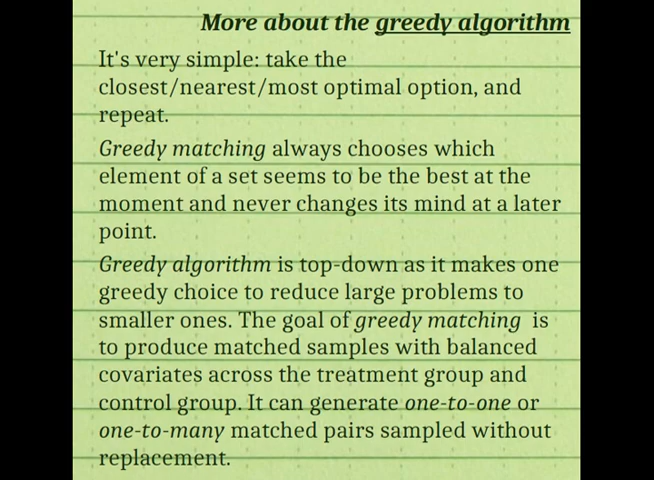 More about the greedy algorithm
It's very simple: take the
closest/nearest/most optimal option, and
repeat.
Greedy matching always chooses which
element of a set seems to be the best at the
moment and never changes its mind at a later
point.
Greedy algorithm is top-down as it makes one
greedy choice to reduce large problems to
smaller ones. The goal of greedy matching is
to produce matched samples with balanced
covariates across the treatment group and
control group. It can generate one-to-one or
one-to-many matched pairs sampled without
replacement.